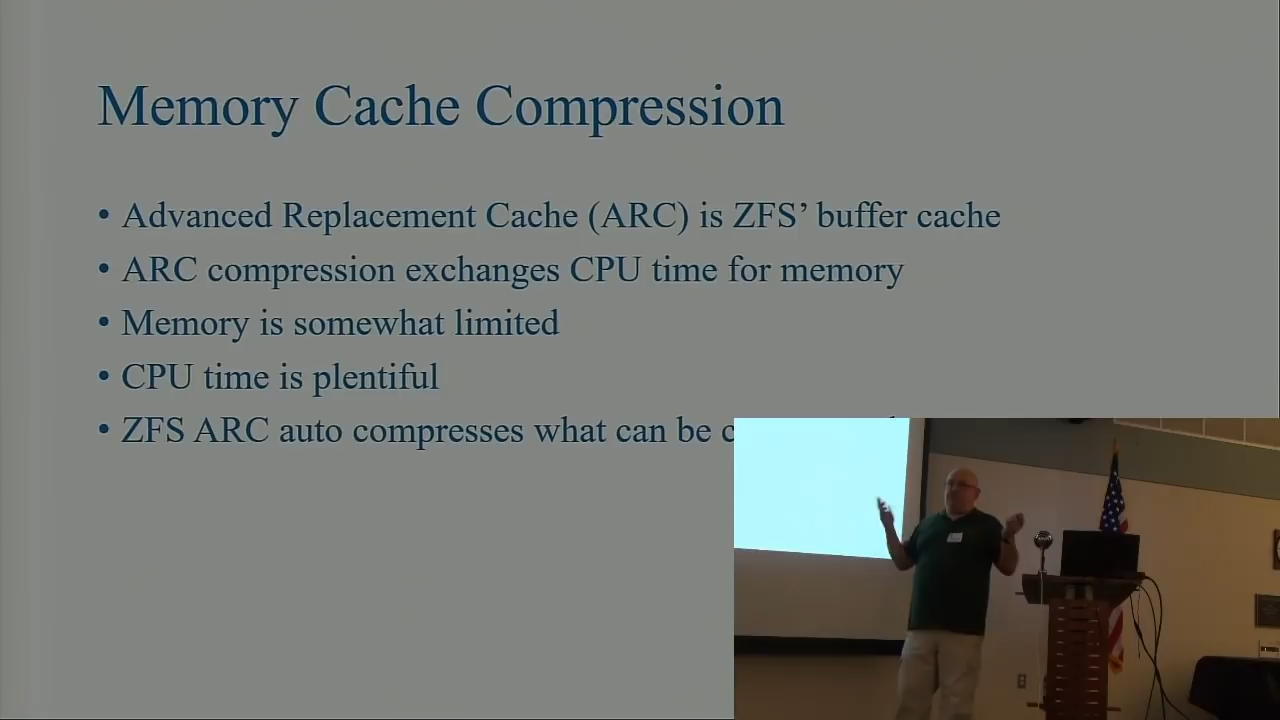 Memory Cache Compression
• Advanced Replacement Cache (ARC) is ZFS’ buffer cache
• ARC compression exchanges CPU time for memory
• Memory is somewhat limited
• CPU time is plentiful
• ZFS ARC auto compresses what can be